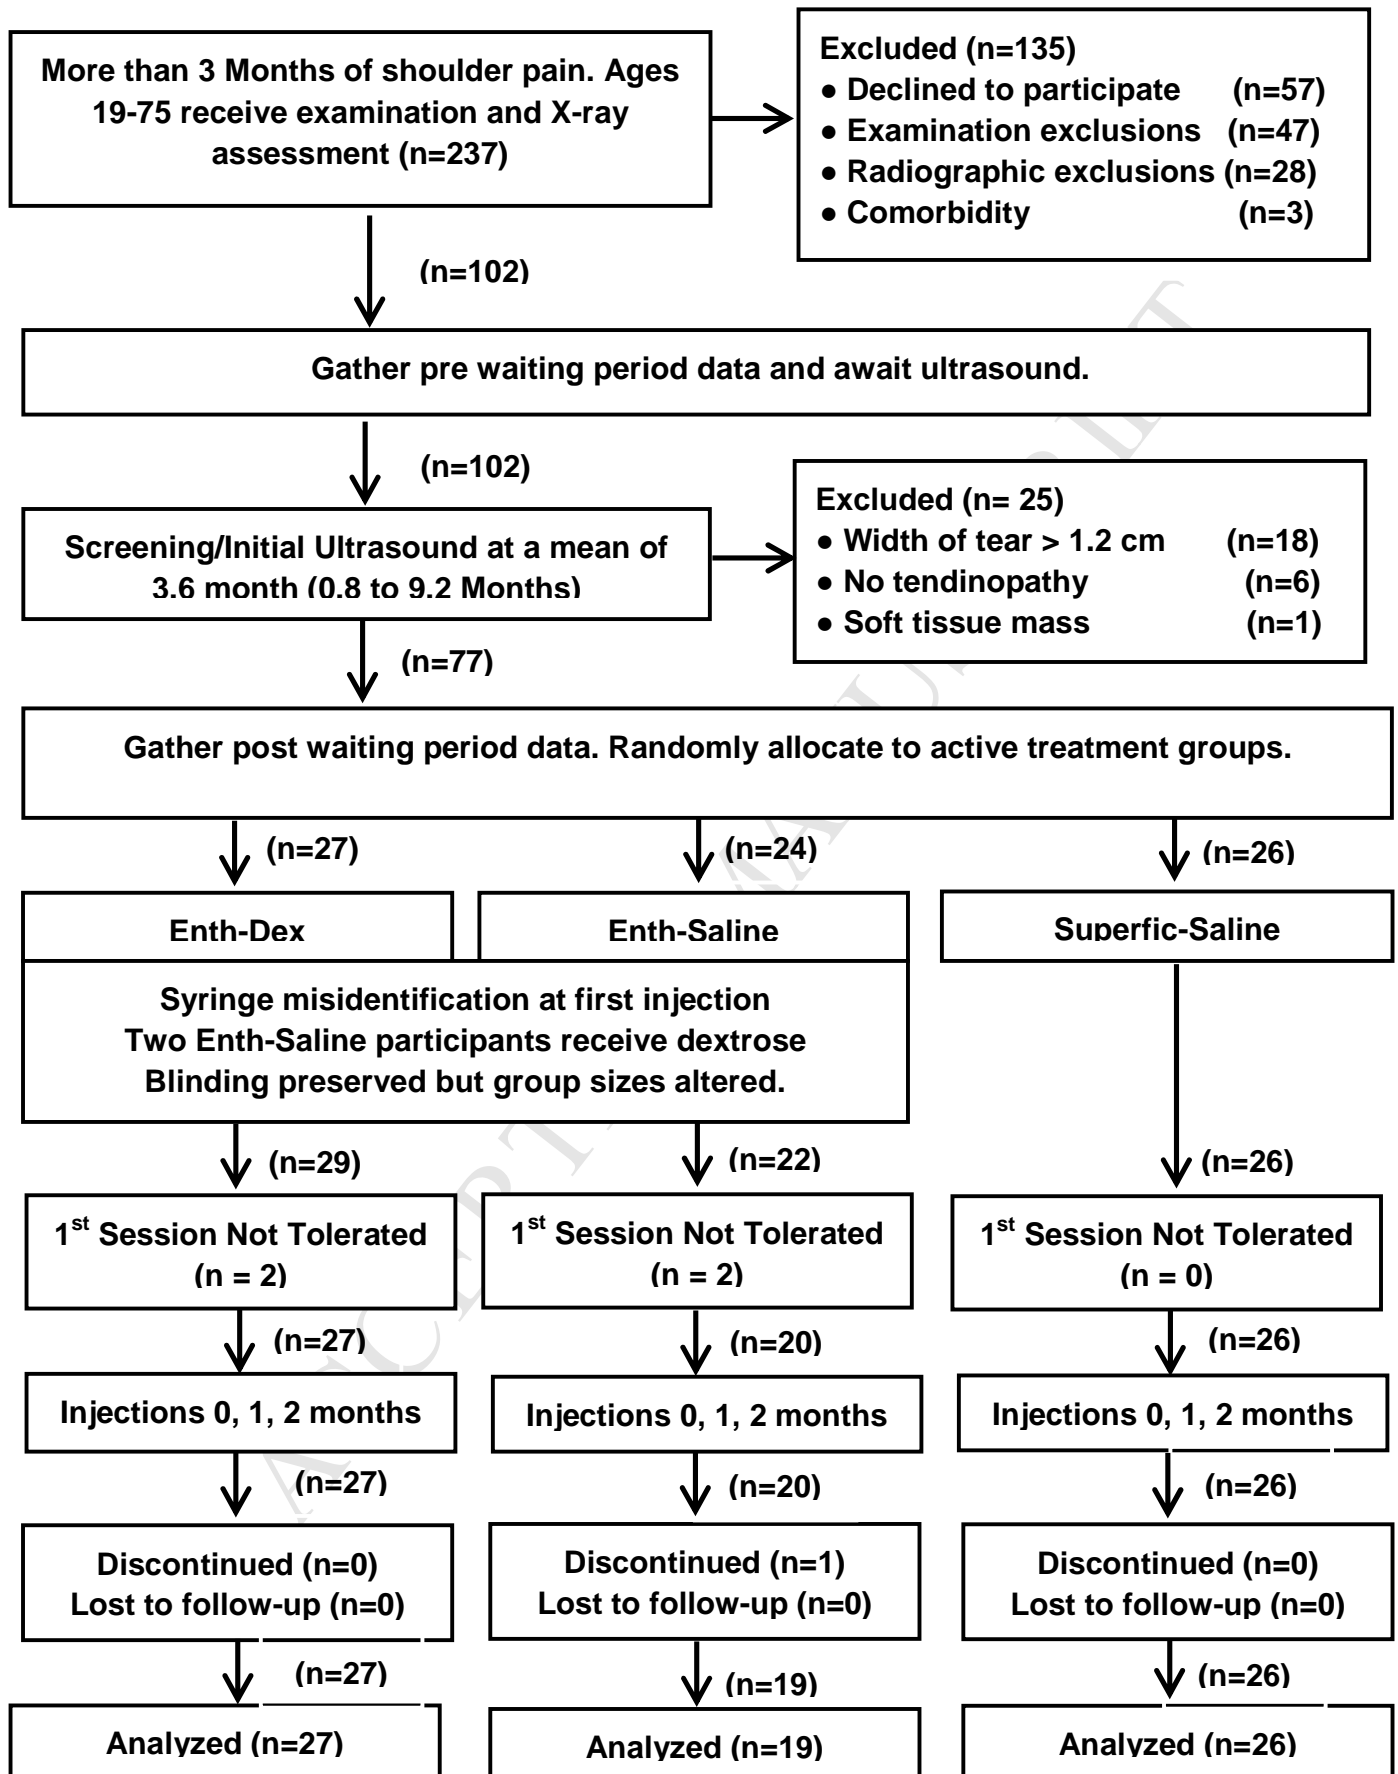 More than 3 Months of shoulder pain. Ages
19-75 receive examination and X-ray
assessment (n=237)
Excluded (n=135)
● Declined to participate (n=57)
● Examination exclusions (n=47)
● Radiographic exclusions (n=28)
● Comorbidity (n=3)
(n=102)
Gather pre waiting period data and await ultrasound.
(n=102)
Screening/Initial Ultrasound at a mean of
3.6 month (0.8 to 9.2 Months)
Excluded (n= 25)
● Width of tear > 1.2 cm (n=18)
● No tendinopathy (n=6)
● Soft tissue mass (n=1)
(n=77)
Gather post waiting period data. Randomly allocate to active treatment groups.
(n=27) (n=24) (n=26)
Enth-Dex Enth-Saline Superfic-Saline
Syringe misidentification at first injection
Two Enth-Saline participants receive dextrose
Blinding preserved but group sizes altered.
(n=29) (n=22) (n=26)
1st Session Not Tolerated
(n = 2)
1st Session Not Tolerated
(n = 2)
1st Session Not Tolerated
(n = 0)
(n=27) (n=20) (n=26)
Injections 0, 1, 2 months Injections 0, 1, 2 months Injections 0, 1, 2 months
(n=27) (n=20) (n=26)
Discontinued (n=0)
Lost to follow-up (n=0)
Discontinued (n=1)
Lost to follow-up (n=0)
Discontinued (n=0)
Lost to follow-up (n=0)
(n=27) (n=19) (n=26)
Analyzed (n=27) Analyzed (n=19) Analyzed (n=26)